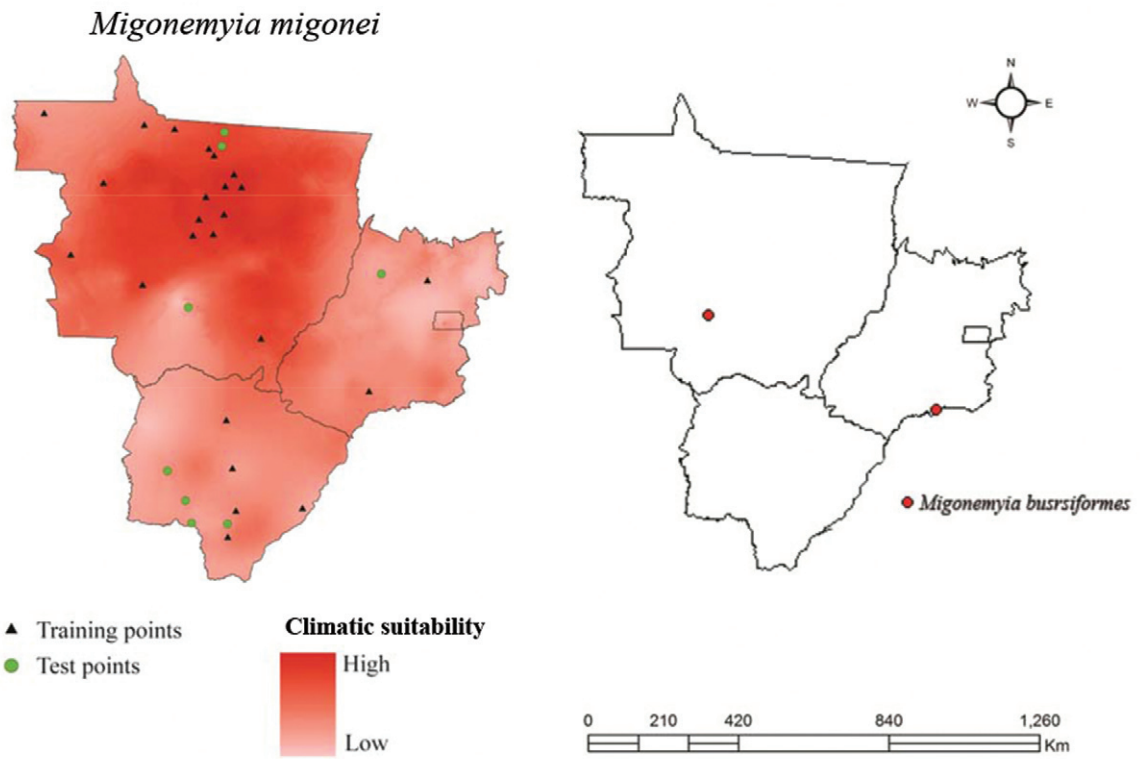 Migonemyia migonei
N
W E
S
Migonemyia busrsiformes
Training points
Test points
Climatic suitability
High
Low
0 210 420 840 1,260
Km